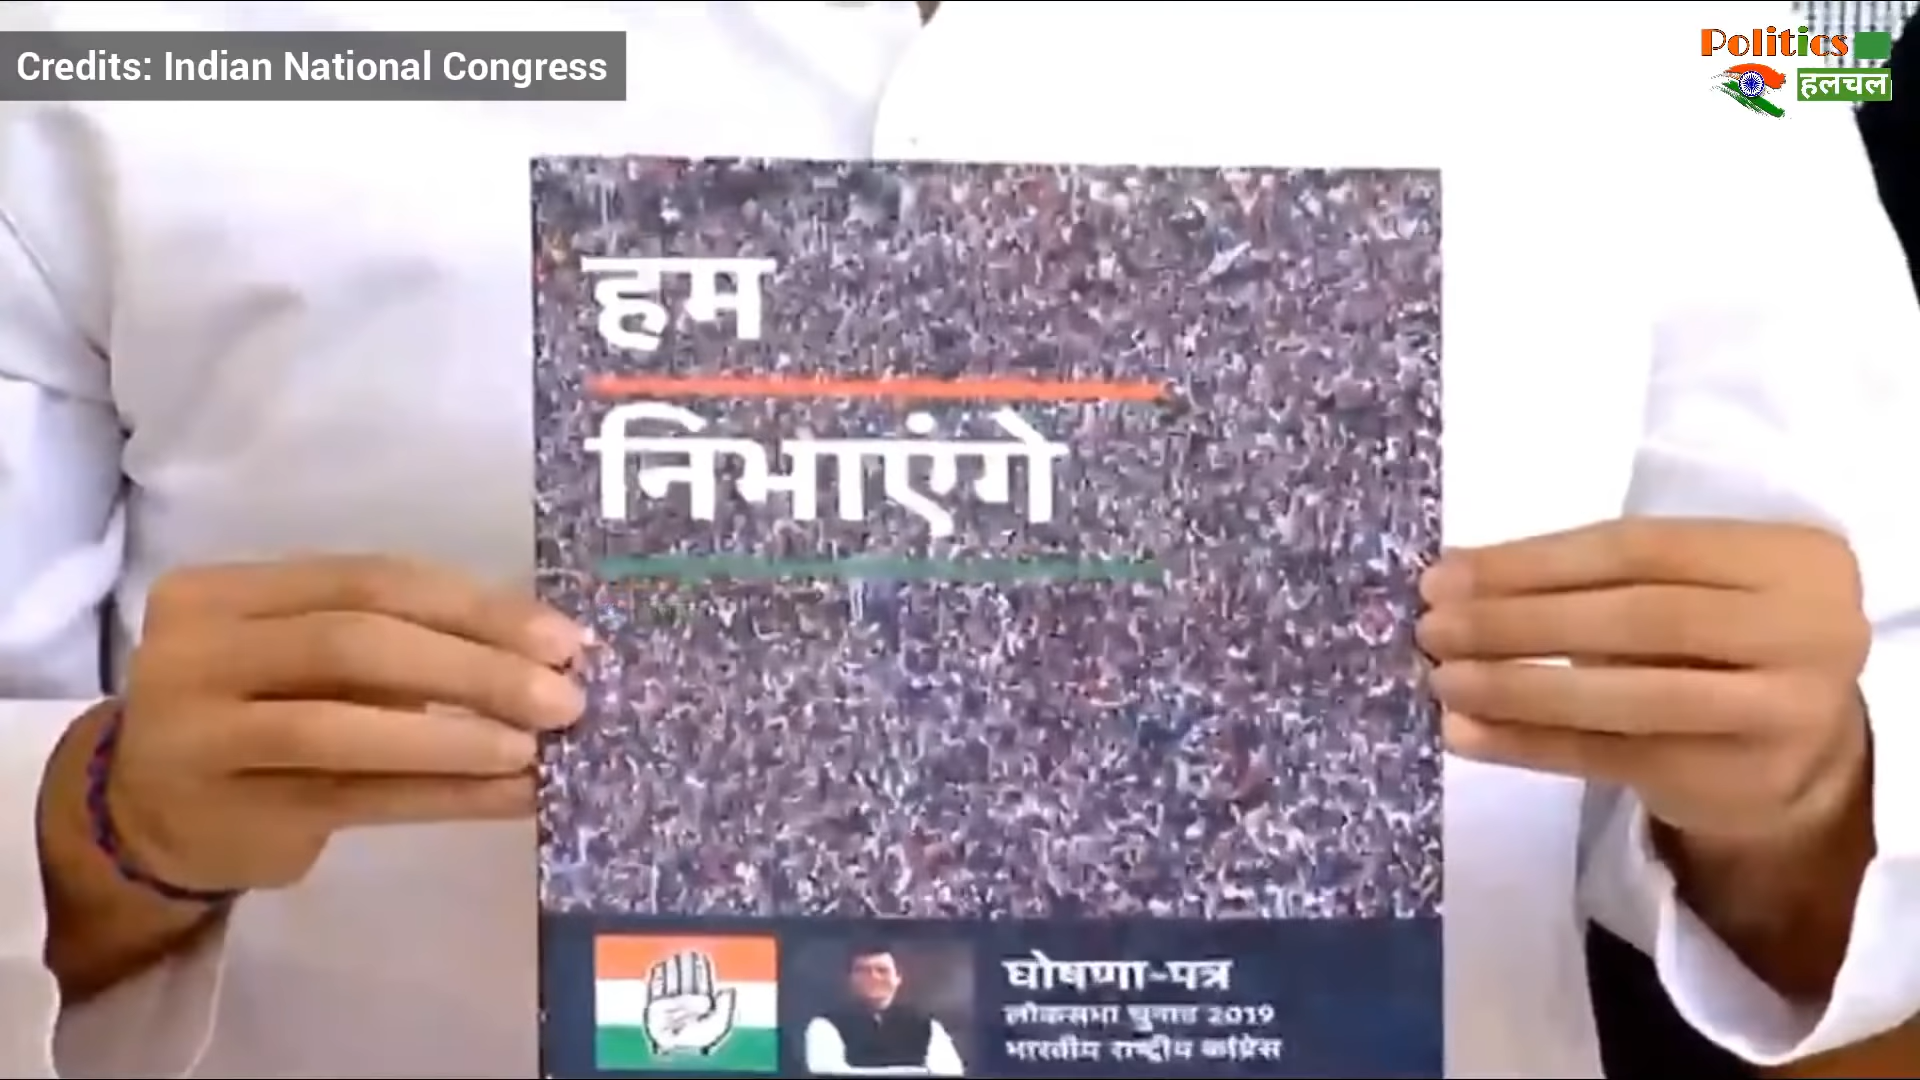 Credits: Indian National Congress
Politics
हलचल
हम
निभाएंगे
घोषणा-पत्र
लोकसभा चुनाव 2019
भारतीय राष्ट्रीय कांग्रेस